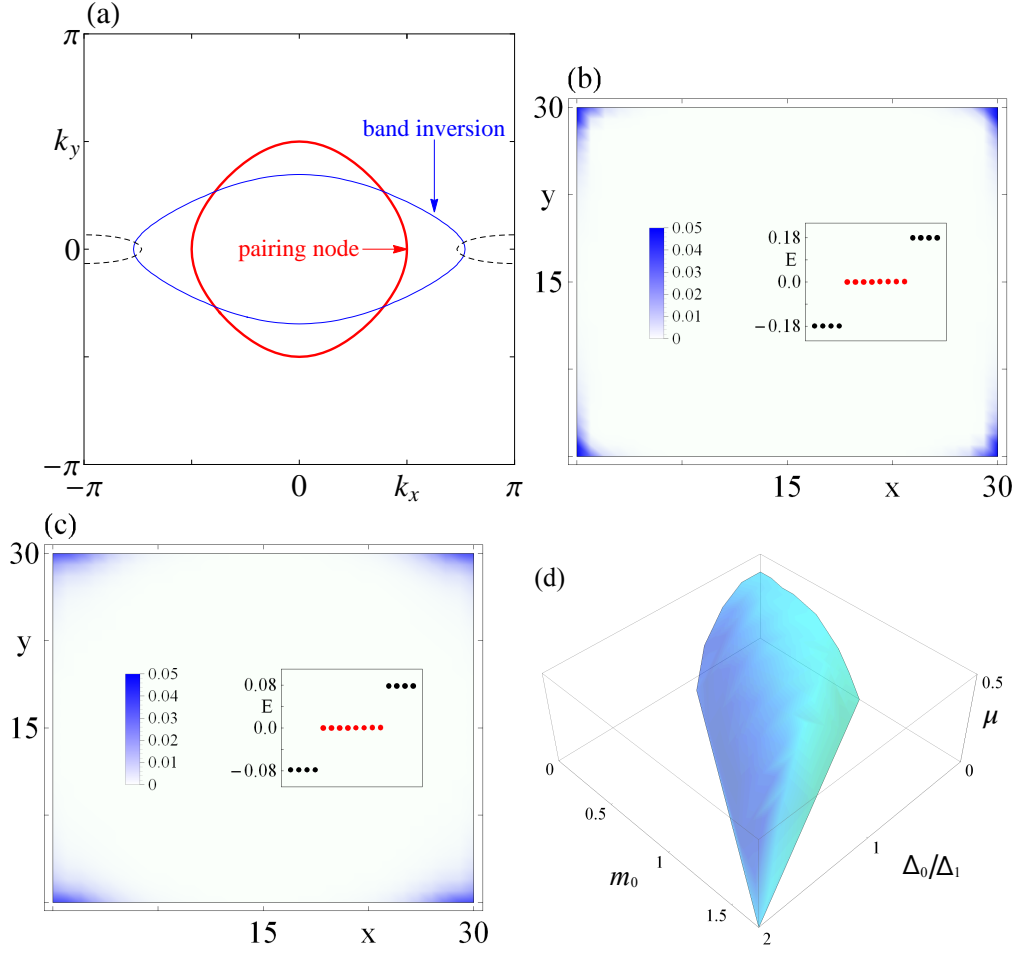 (a)
π
k_y
0
−π
−π
0
k_x
π
band inversion
pairing node
(b)
30
y
15
0.05
0.04
0.03
0.02
0.01
0
0.18
E
0.0
−0.18
15
x
30
(c)
30
y
15
0.05
0.04
0.03
0.02
0.01
0
0.08
E
0.0
−0.08
15
x
30
(d)
0.5
μ
0
0
0.5
1
1
m₀
Δ₀/Δ₁
1.5
2